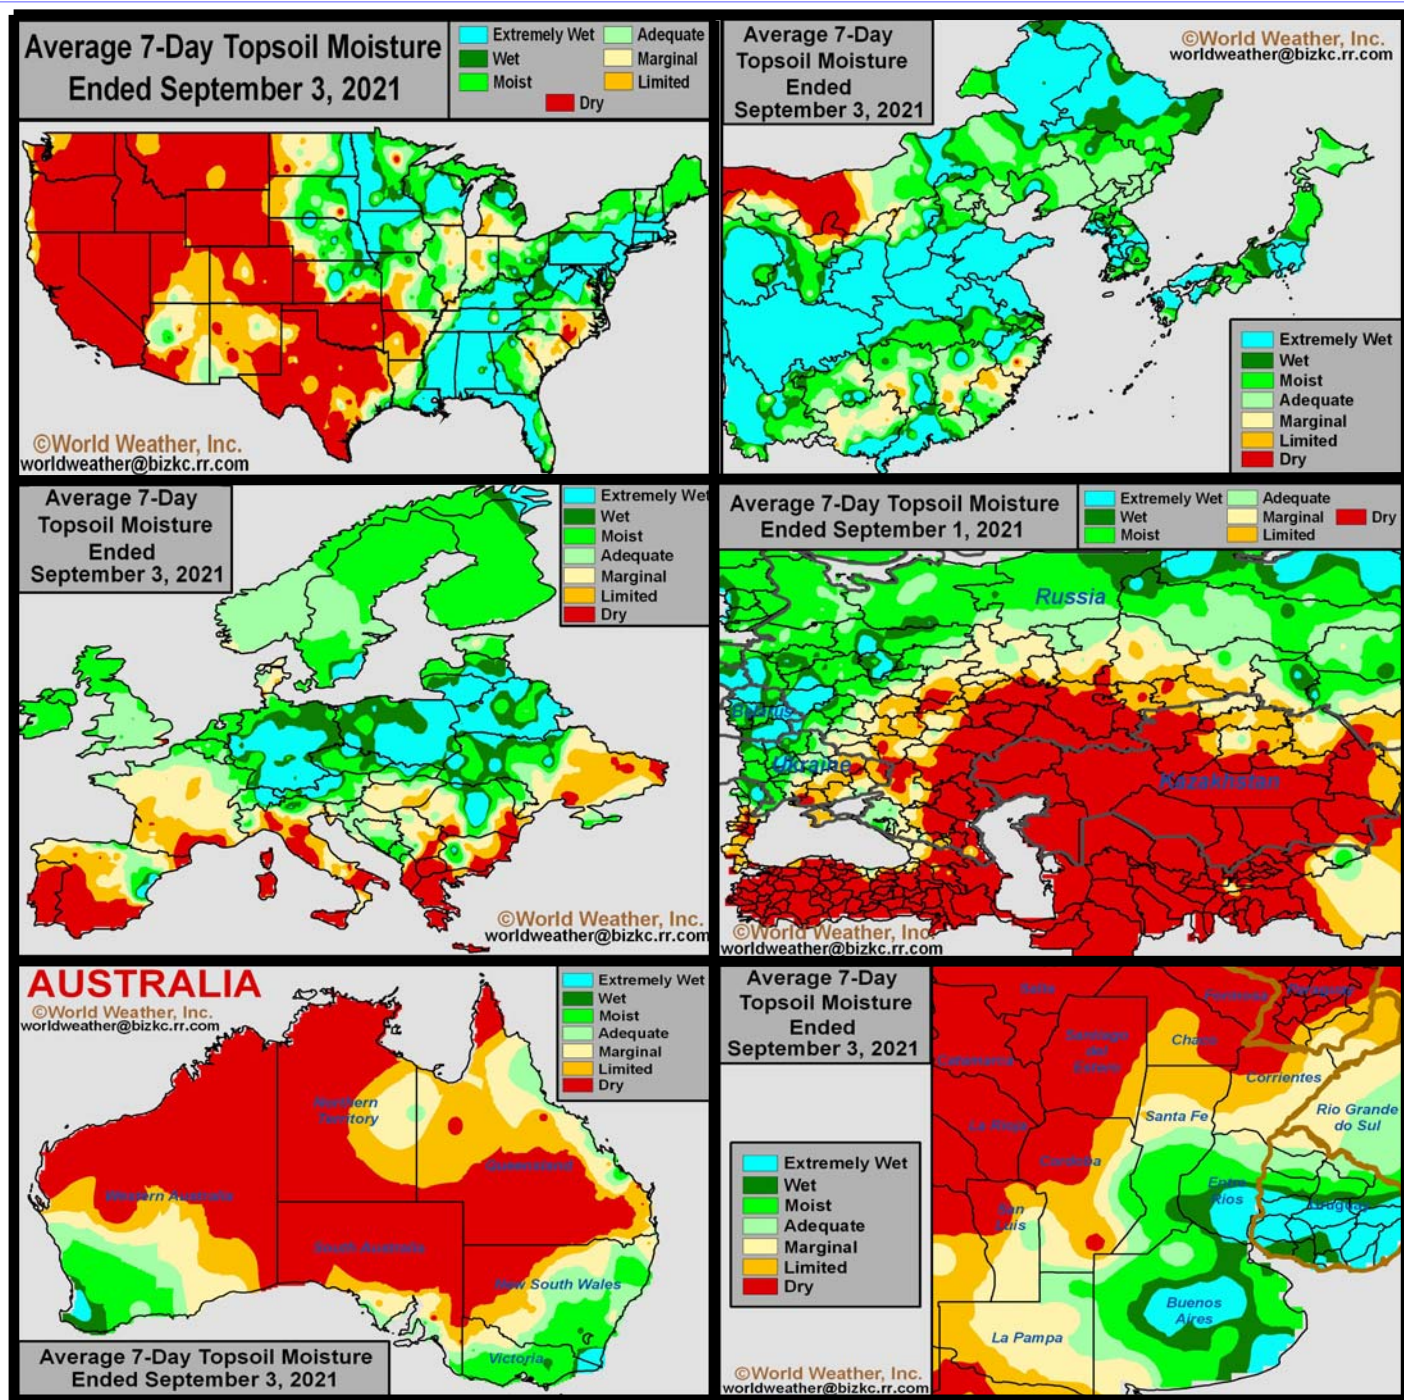 Average 7-Day Topsoil Moisture
Ended September 3, 2021
Extremely Wet
Wet
Moist
Adequate
Marginal
Limited
Dry
©World Weather, Inc.
worldweather@bizkc.rr.com
Average 7-Day
Topsoil Moisture
Ended
September 3, 2021
©World Weather, Inc.
worldweather@bizkc.rr.com
Extremely Wet
Wet
Moist
Adequate
Marginal
Limited
Dry
Average 7-Day
Topsoil Moisture
Ended
September 3, 2021
Extremely Wet
Wet
Moist
Adequate
Marginal
Limited
Dry
©World Weather, Inc.
worldweather@bizkc.rr.com
Average 7-Day Topsoil Moisture
Ended September 1, 2021
Extremely Wet
Wet
Moist
Adequate
Marginal
Limited
Dry
Russia
Belarus
Ukraine
Kazakhstan
©World Weather, Inc.
worldweather@bizkc.rr.com
AUSTRALIA
©World Weather, Inc.
worldweather@bizkc.rr.com
Extremely Wet
Wet
Moist
Adequate
Marginal
Limited
Dry
Northern
Territory
Queensland
Western Australia
South Australia
New South Wales
Victoria
Average 7-Day Topsoil Moisture
Ended September 3, 2021
Average 7-Day
Topsoil Moisture
Ended
September 3, 2021
Extremely Wet
Wet
Moist
Adequate
Marginal
Limited
Dry
Salta
Formosa
Paraguay
Santiago
del
Estero
Chaco
Catamarca
Corrientes
Santa Fe
Rio Grande
do Sul
La Rioja
Cordoba
Entre
Rios
Uruguay
San
Luis
Buenos
Aires
La Pampa
©World Weather, Inc.
worldweather@bizkc.rr.com